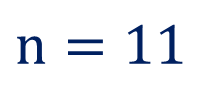 n = 11